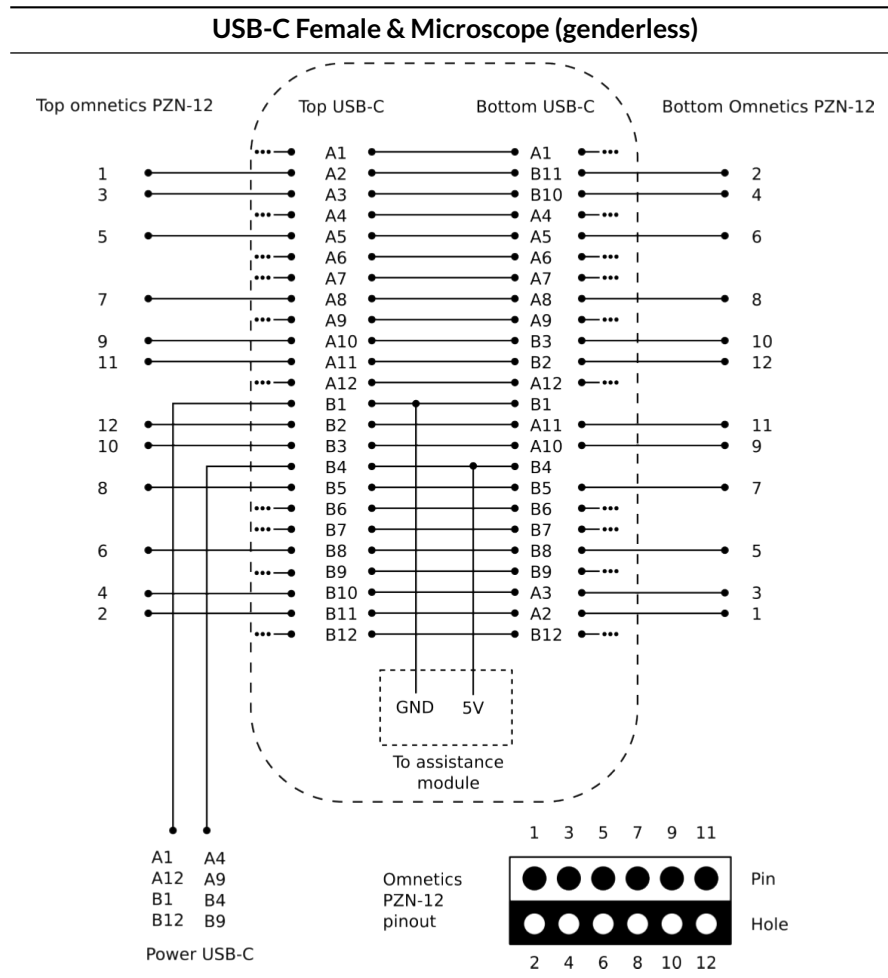 USB-C Female & Microscope (genderless)
Top omnetics PZN-12 Top USB-C Bottom USB-C Bottom Omnetics PZN-12
••• A1 A1 •••
1 A2 B11 2
3 A3 B10 4
••• A4 A4 •••
5 A5 A5 6
••• A6 A6 •••
••• A7 A7 •••
7 A8 A8 8
••• A9 A9 •••
9 A10 B3 10
11 A11 B2 12
••• A12 A12 •••
B1 B1
12 B2 A11 11
10 B3 A10 9
B4 B4
8 B5 B5 7
••• B6 B6 •••
••• B7 B7 •••
6 B8 B8 5
••• B9 B9 •••
4 B10 A3 3
2 B11 A2 1
••• B12 B12 •••
GND 5V
To assistance
module
A1 A4
A12 A9
B1 B4
B12 B9
Power USB-C
Omnetics
PZN-12
pinout
1 3 5 7 9 11
Pin
Hole
2 4 6 8 10 12